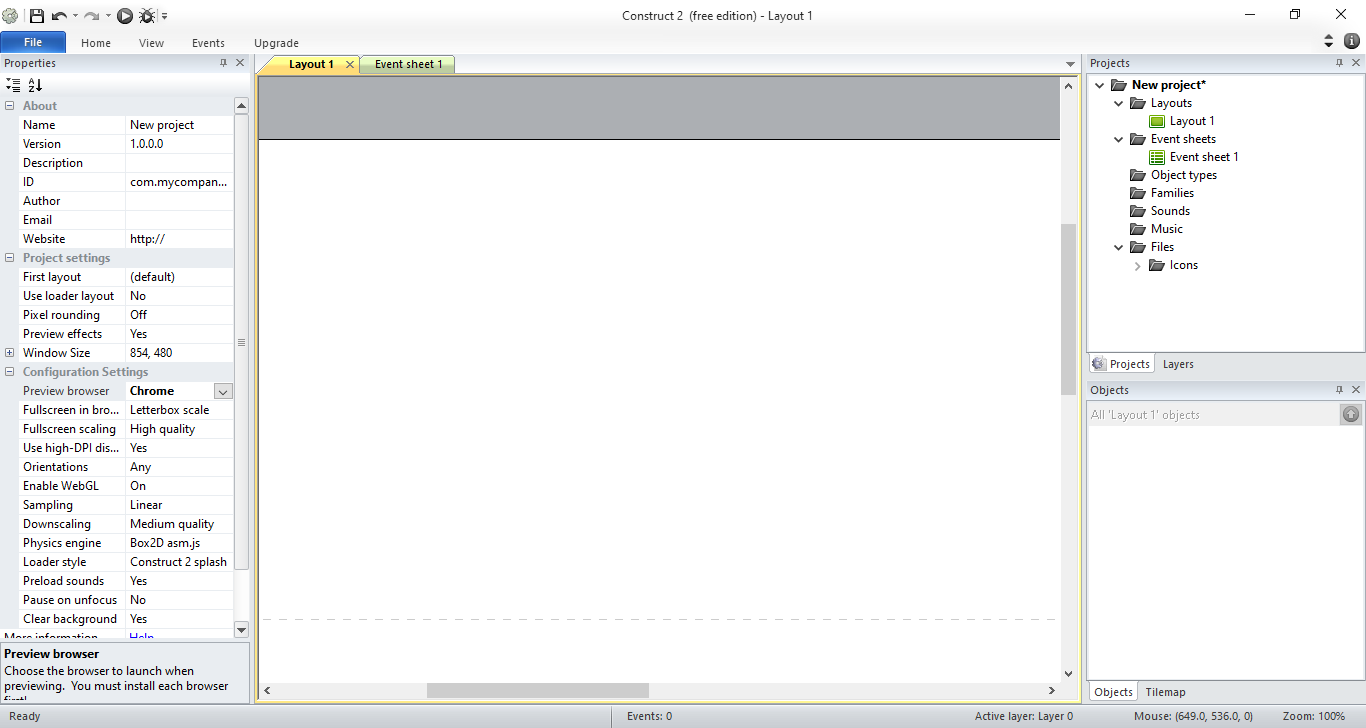 Construct 2  (free edition) - Layout 1
File Home View Events Upgrade
Properties
About
Name New project
Version 1.0.0.0
Description
ID com.mycompan...
Author
Email
Website http://
Project settings
First layout (default)
Use loader layout No
Pixel rounding Off
Preview effects Yes
Window Size 854, 480
Configuration Settings
Preview browser Chrome
Fullscreen in bro... Letterbox scale
Fullscreen scaling High quality
Use high-DPI dis... Yes
Orientations Any
Enable WebGL On
Sampling Linear
Downscaling Medium quality
Physics engine Box2D asm.js
Loader style Construct 2 splash
Preload sounds Yes
Pause on unfocus No
Clear background Yes
More information Help
Preview browser
Choose the browser to launch when
previewing.  You must install each browser
first!
Layout 1 Event sheet 1
Projects
New project*
Layouts
Layout 1
Event sheets
Event sheet 1
Object types
Families
Sounds
Music
Files
Icons
Projects Layers
Objects
All 'Layout 1' objects
Objects Tilemap
Ready Events: 0 Active layer: Layer 0 Mouse: (649.0, 536.0, 0) Zoom: 100%